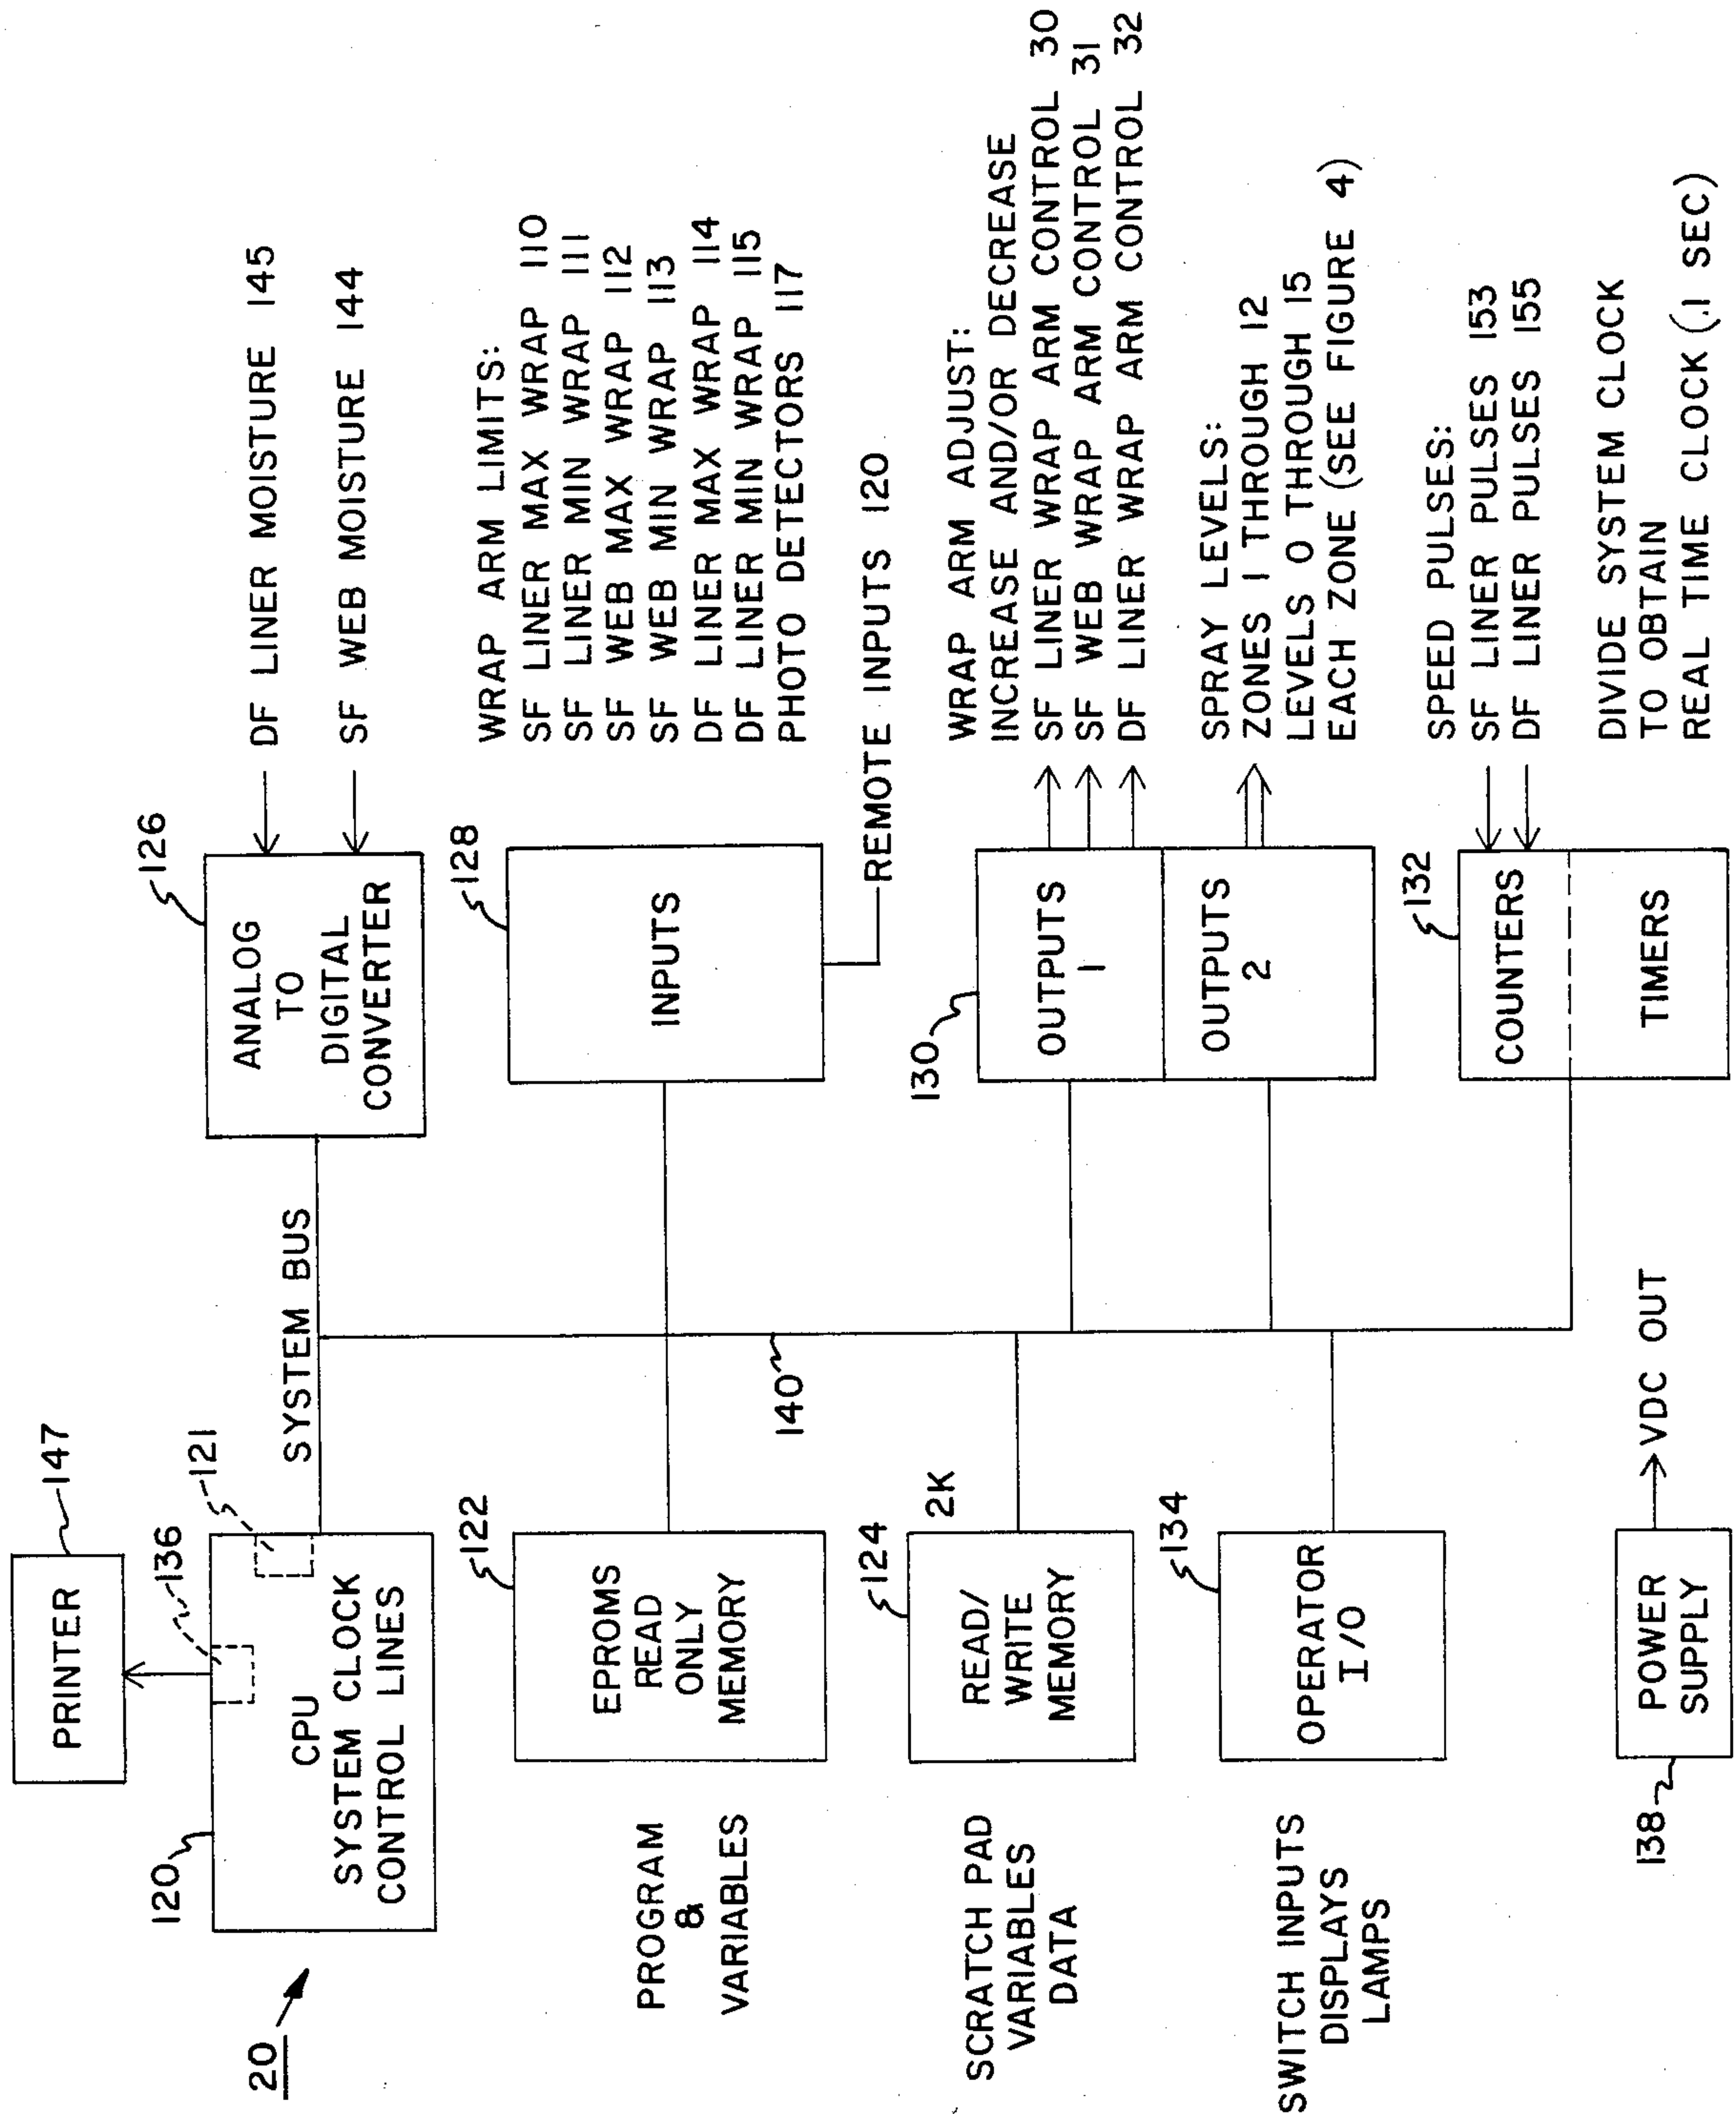 PRINTER
147
136
121
120
20
CPU
SYSTEM CLOCK
CONTROL LINES
SYSTEM BUS
126
ANALOG
TO
DIGITAL
CONVERTER
DF LINER MOISTURE 145
SF WEB MOISTURE 144
PROGRAM
&
VARIABLES
122
EPROMS
READ
ONLY
MEMORY
128
INPUTS
WRAP ARM LIMITS:
SF LINER MAX WRAP 110
SF LINER MIN WRAP 111
SF WEB MAX WRAP 112
SF WEB MIN WRAP 113
DF LINER MAX WRAP 114
DF LINER MIN WRAP 115
PHOTO DETECTORS 117
REMOTE INPUTS 120
140
SCRATCH PAD
VARIABLES
DATA
124
2K
READ/
WRITE
MEMORY
130
OUTPUTS
1
OUTPUTS
2
WRAP ARM ADJUST:
INCREASE AND/OR DECREASE
SF LINER WRAP ARM CONTROL 30
SF WEB WRAP ARM CONTROL 31
DF LINER WRAP ARM CONTROL 32
SPRAY LEVELS:
ZONES 1 THROUGH 12
LEVELS 0 THROUGH 15
EACH ZONE (SEE FIGURE 4)
SWITCH INPUTS
DISPLAYS
LAMPS
134
OPERATOR
I/O
132
COUNTERS
TIMERS
SPEED PULSES:
SF LINER PULSES 153
DF LINER PULSES 155
DIVIDE SYSTEM CLOCK
TO OBTAIN
REAL TIME CLOCK (.1 SEC)
138
POWER
SUPPLY
VDC OUT